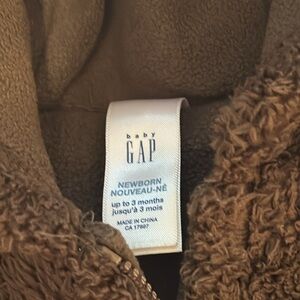 baby
GAP
NEWBORN
NOUVEAU-NÉ
up to 3 months
jusqu'à 3 mois
MADE IN CHINA
CA 17897